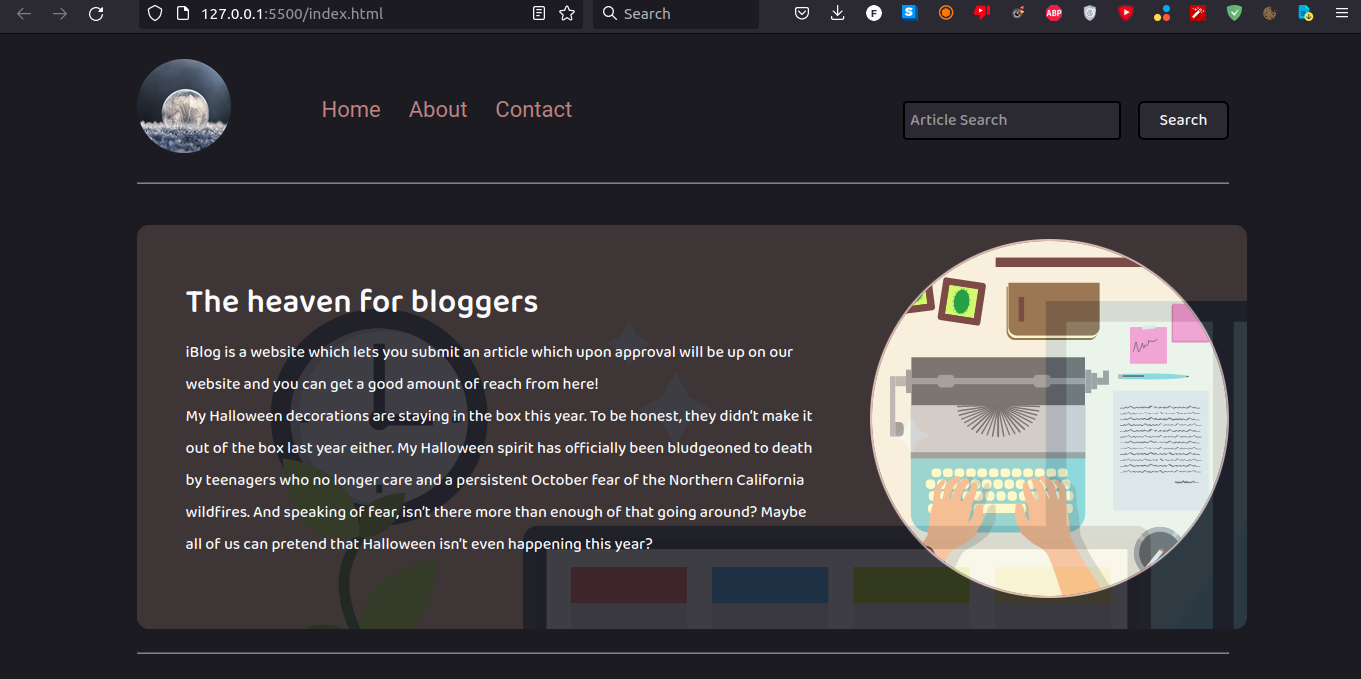 127.0.0.1:5500/index.html
Search
F
S
ABP
Home
About
Contact
Article Search
Search
The heaven for bloggers
iBlog is a website which lets you submit an article which upon approval will be up on our
website and you can get a good amount of reach from here!
My Halloween decorations are staying in the box this year. To be honest, they didn't make it
out of the box last year either. My Halloween spirit has officially been bludgeoned to death
by teenagers who no longer care and a persistent October fear of the Northern California
wildfires. And speaking of fear, isn't there more than enough of that going around? Maybe
all of us can pretend that Halloween isn't even happening this year?